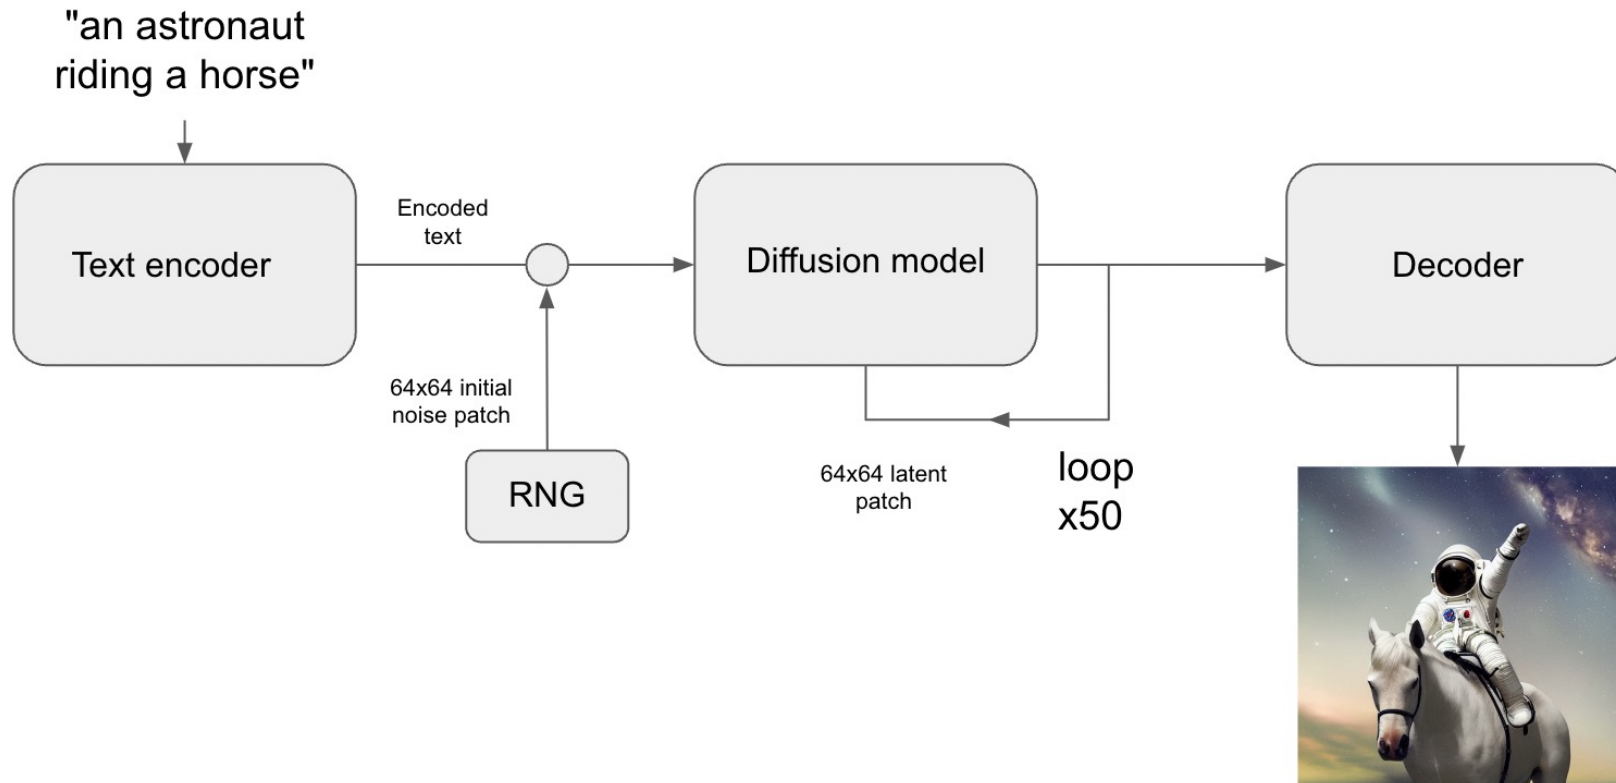 "an astronaut
riding a horse"
Text encoder
Encoded
text
64x64 initial
noise patch
RNG
Diffusion model
64x64 latent
patch
loop
x50
Decoder